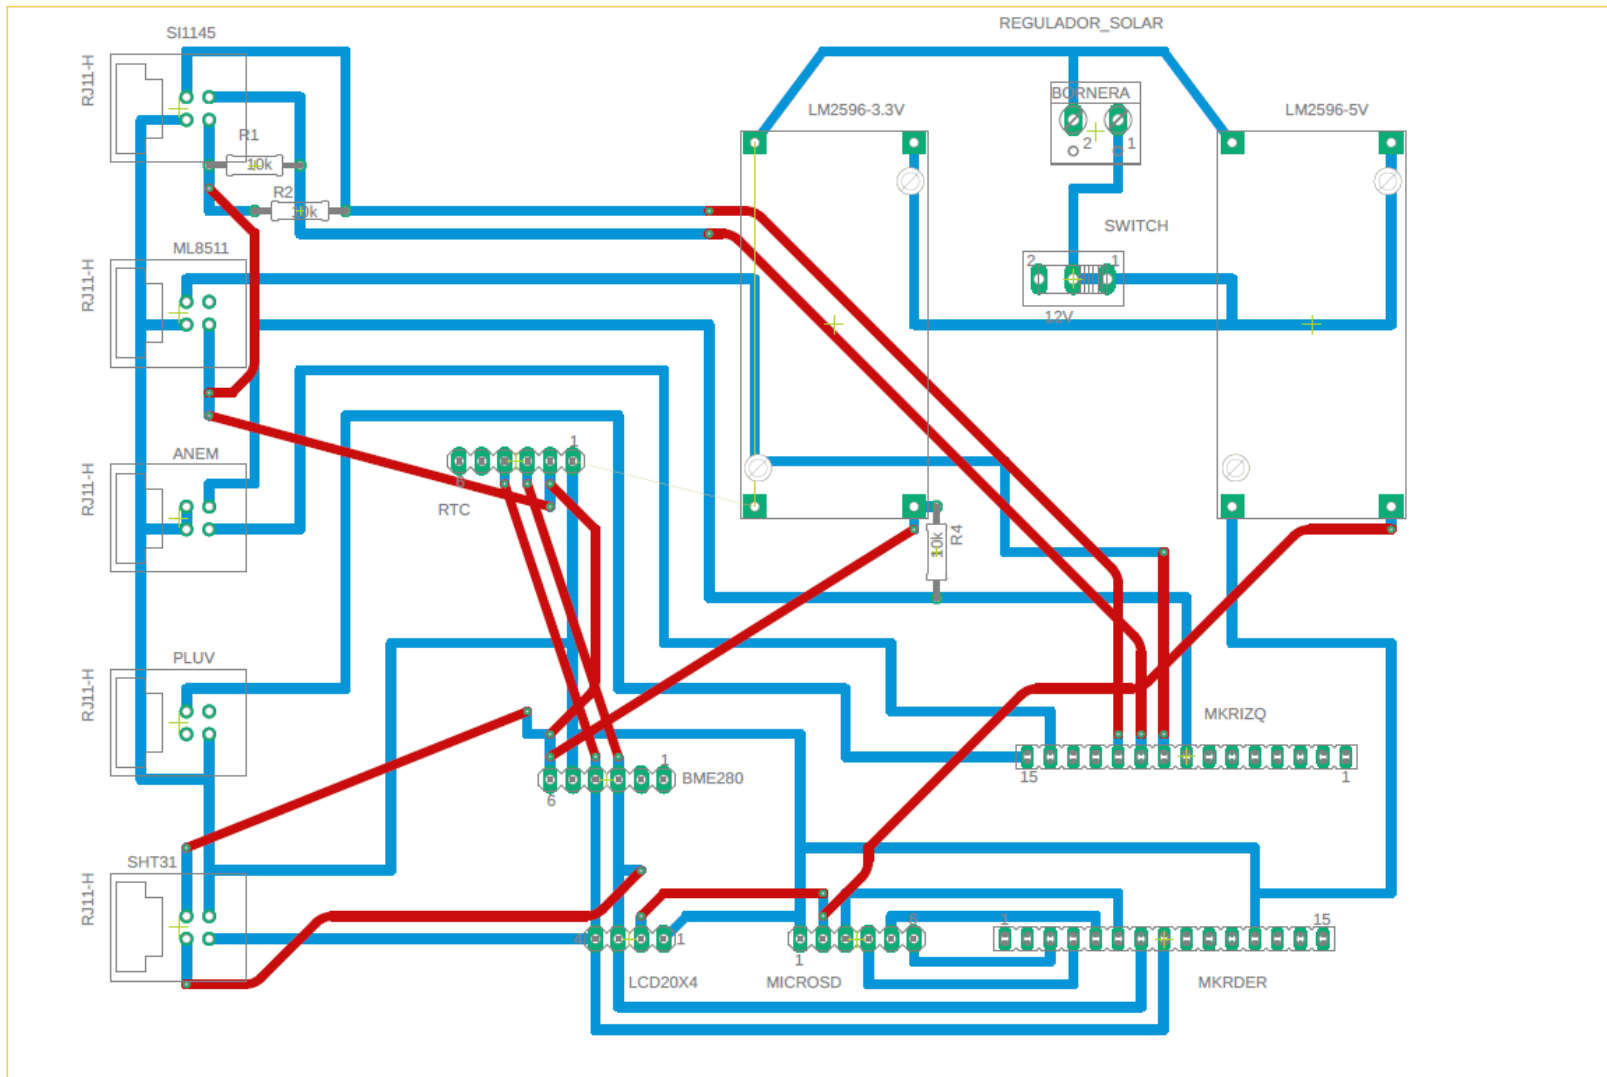 REGULADOR_SOLAR
SI1145
RJ11-H
BORNERA
2
1
LM2596-3.3V
LM2596-5V
R1
10k
R2
10k
SWITCH
2
1
12V
ML8511
RJ11-H
ANEM
RJ11-H
1
6
RTC
10k
R4
PLUV
RJ11-H
MKRIZQ
15
1
1
BME280
6
SHT31
RJ11-H
4
1
LCD20X4
6
1
MICROSD
1
15
MKRDER